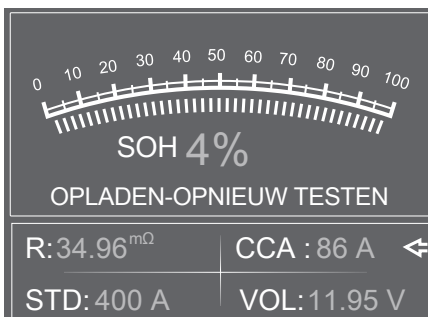 0 10 20 30 40 50 60 70 80 90 100
SOH 4%
OPLADEN-OPNIEUW TESTEN
R:34.96mΩ CCA : 86 A
STD:400 A VOL:11.95 V